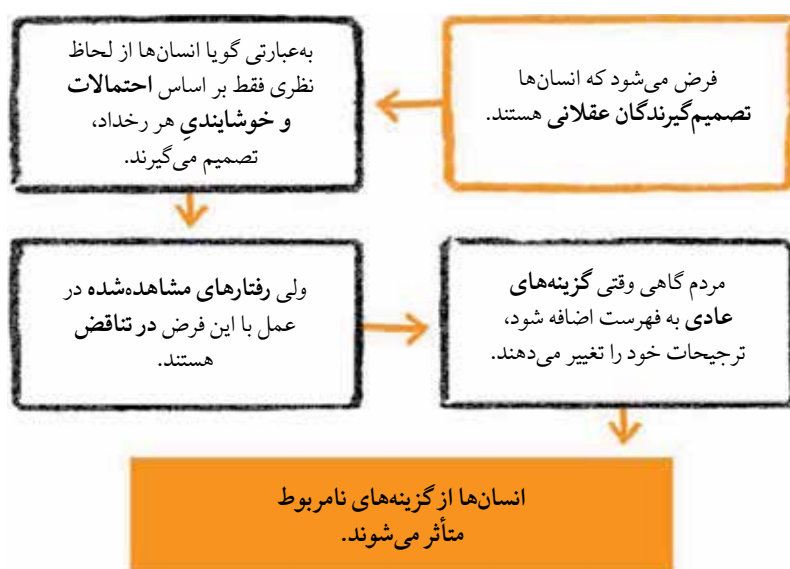 فرض می‌شود که انسان‌ها
تصمیم‌گیرندگان عقلانی هستند.
به‌عبارتی گویا انسان‌ها از لحاظ
نظری فقط بر اساس احتمالات
و خوشایندیِ هر رخداد،
تصمیم می‌گیرند.
ولی رفتارهای مشاهده‌شده در
عمل با این فرض در تناقض
هستند.
مردم گاهی وقتی گزینه‌های
عادی به فهرست اضافه شود،
ترجیحات خود را تغییر می‌دهند.
انسان‌ها از گزینه‌های نامربوط
متأثر می‌شوند.